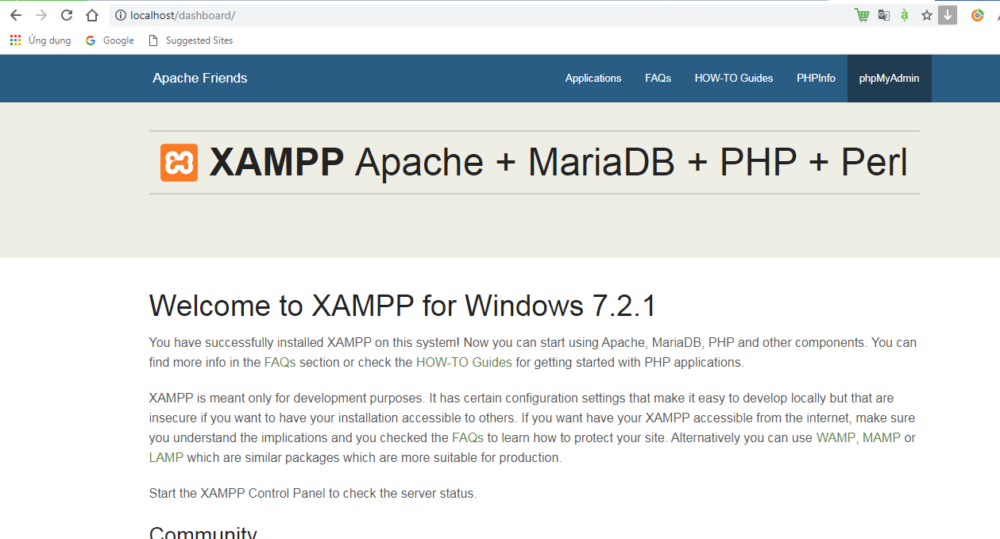 localhost/dashboard/
Ứng dụng Google Suggested Sites
Apache Friends Applications FAQs HOW-TO Guides PHPInfo phpMyAdmin
XAMPP Apache + MariaDB + PHP + Perl
Welcome to XAMPP for Windows 7.2.1
You have successfully installed XAMPP on this system! Now you can start using Apache, MariaDB, PHP and other components. You can
find more info in the FAQs section or check the HOW-TO Guides for getting started with PHP applications.
XAMPP is meant only for development purposes. It has certain configuration settings that make it easy to develop locally but that are
insecure if you want to have your installation accessible to others. If you want have your XAMPP accessible from the internet, make sure
you understand the implications and you checked the FAQs to learn how to protect your site. Alternatively you can use WAMP, MAMP or
LAMP which are similar packages which are more suitable for production.
Start the XAMPP Control Panel to check the server status.
Community